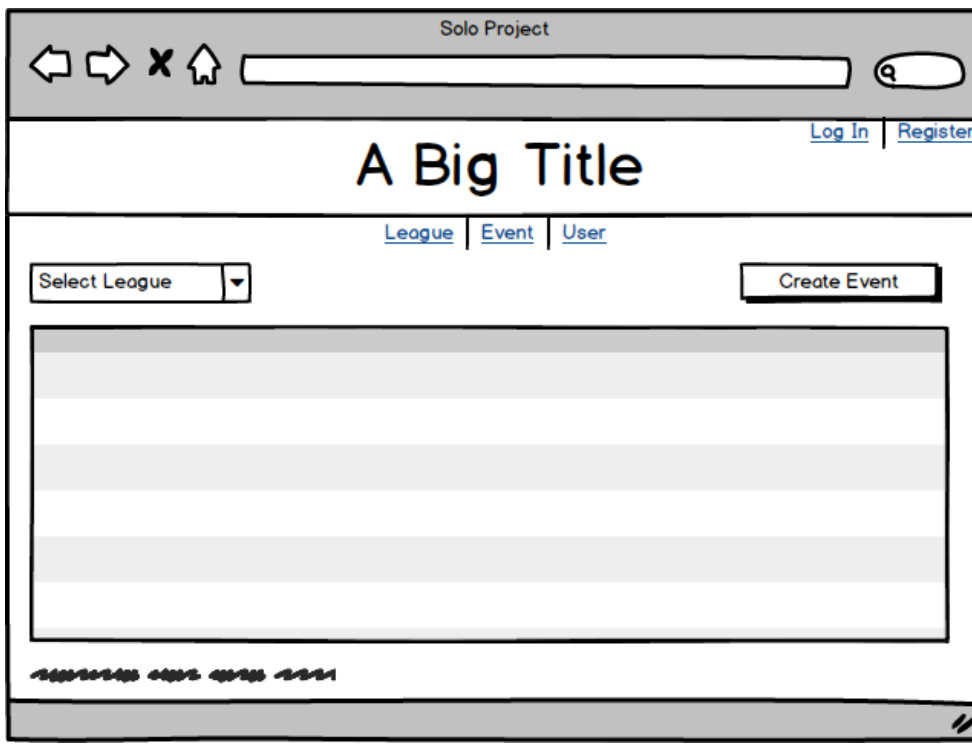 Solo Project
Log In Register
A Big Title
League Event User
Select League Create Event